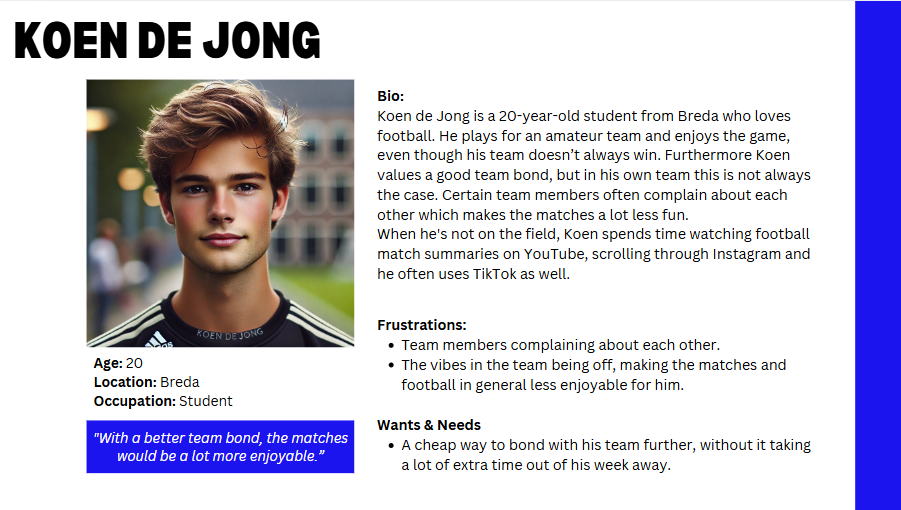 KOEN DE JONG
KOEN DE JONG
adidas
Age: 20
Location: Breda
Occupation: Student
"With a better team bond, the matches
would be a lot more enjoyable.”
Bio:
Koen de Jong is a 20-year-old student from Breda who loves
football. He plays for an amateur team and enjoys the game,
even though his team doesn’t always win. Furthermore Koen
values a good team bond, but in his own team this is not always
the case. Certain team members often complain about each
other which makes the matches a lot less fun.
When he's not on the field, Koen spends time watching football
match summaries on YouTube, scrolling through Instagram and
he often uses TikTok as well.
Frustrations:
• Team members complaining about each other.
• The vibes in the team being off, making the matches and
football in general less enjoyable for him.
Wants & Needs
• A cheap way to bond with his team further, without it taking
a lot of extra time out of his week away.